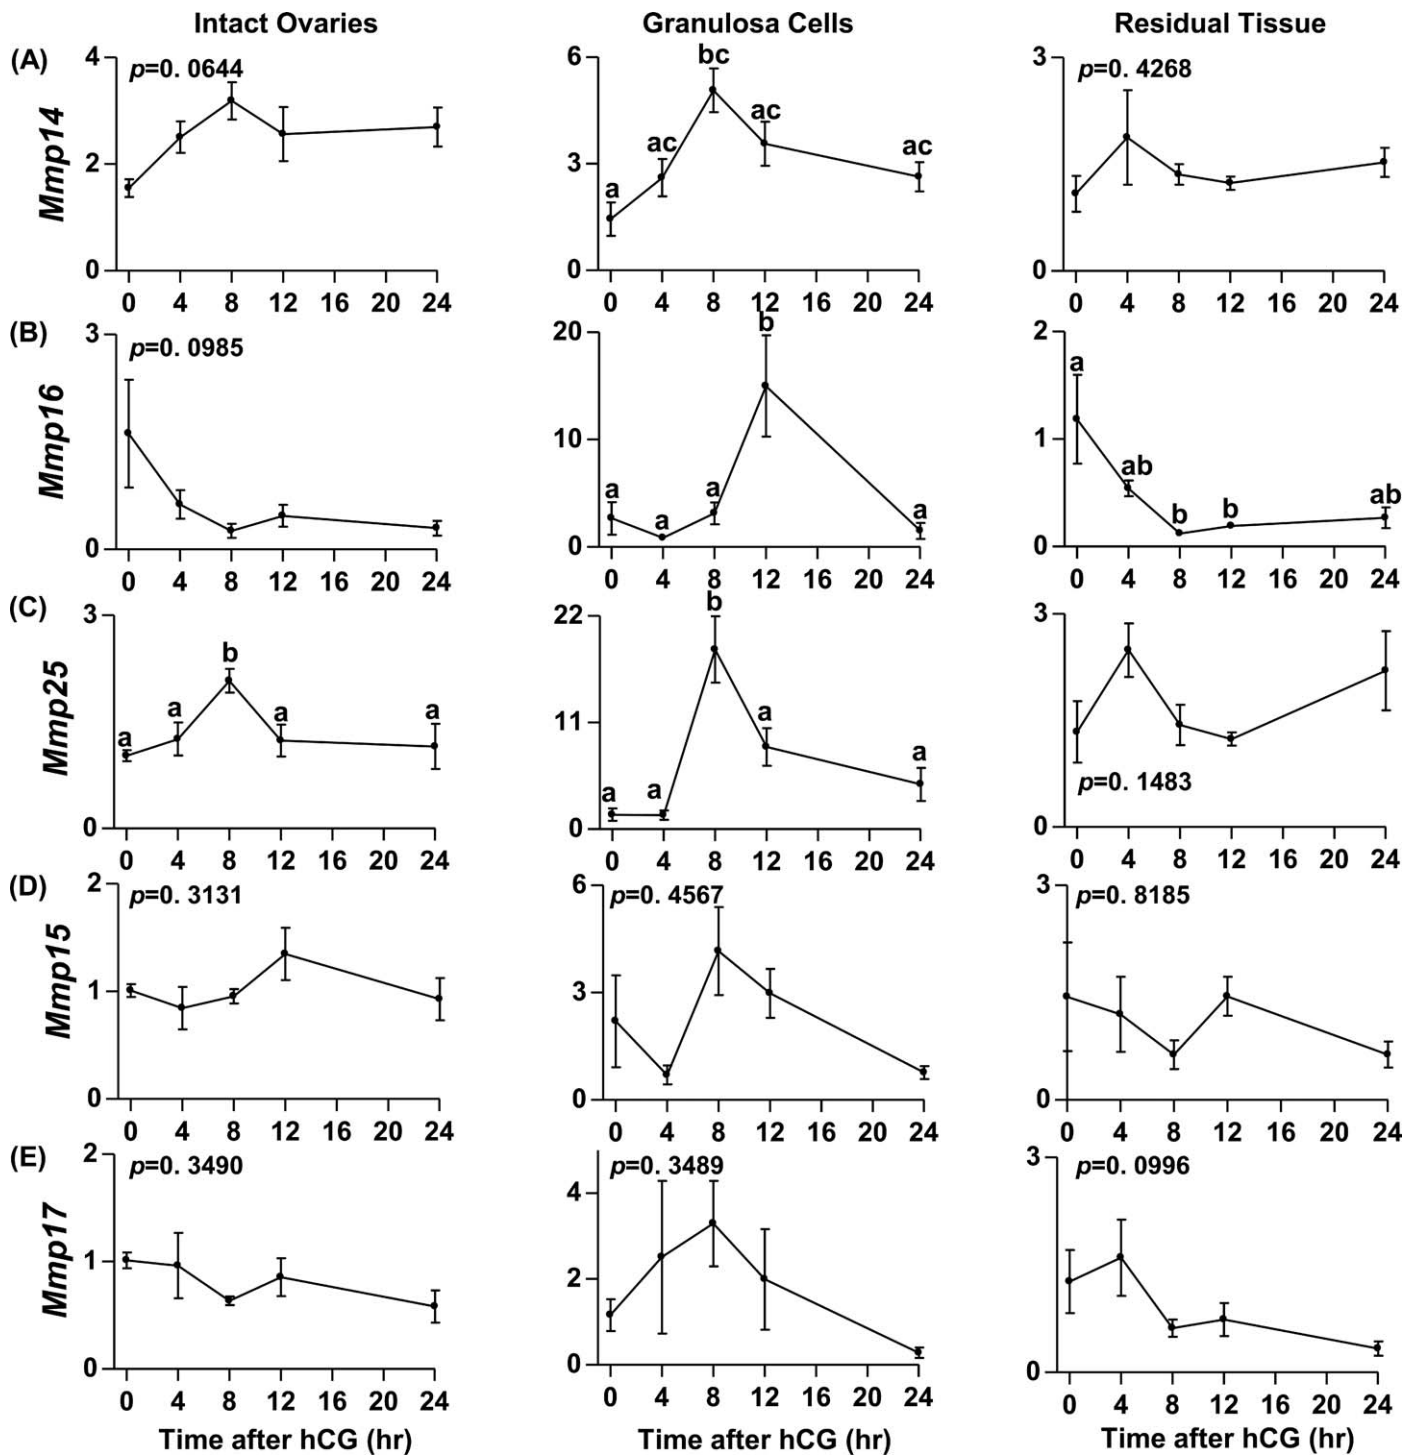 Intact Ovaries Granulosa Cells Residual Tissue
(A)
Mmp14
4
2
0
p=0. 0644
0 4 8 12 16 20 24
6
3
0
a ac bc ac ac
0 4 8 12 16 20 24
3
0
p=0. 4268
0 4 8 12 16 20 24
(B)
Mmp16
3
0
p=0. 0985
0 4 8 12 16 20 24
20
10
0
a a a b a
0 4 8 12 16 20 24
2
1
0
a ab b b ab
0 4 8 12 16 20 24
(C)
Mmp25
3
0
a a b a a
0 4 8 12 16 20 24
22
11
0
a a b a a
0 4 8 12 16 20 24
3
0
p=0. 1483
0 4 8 12 16 20 24
(D)
Mmp15
2
1
0
p=0. 3131
0 4 8 12 16 20 24
6
3
0
p=0. 4567
0 4 8 12 16 20 24
3
0
p=0. 8185
0 4 8 12 16 20 24
(E)
Mmp17
2
1
0
p=0. 3490
0 4 8 12 16 20 24
4
2
0
p=0. 3489
0 4 8 12 16 20 24
3
0
p=0. 0996
0 4 8 12 16 20 24
Time after hCG (hr) Time after hCG (hr) Time after hCG (hr)